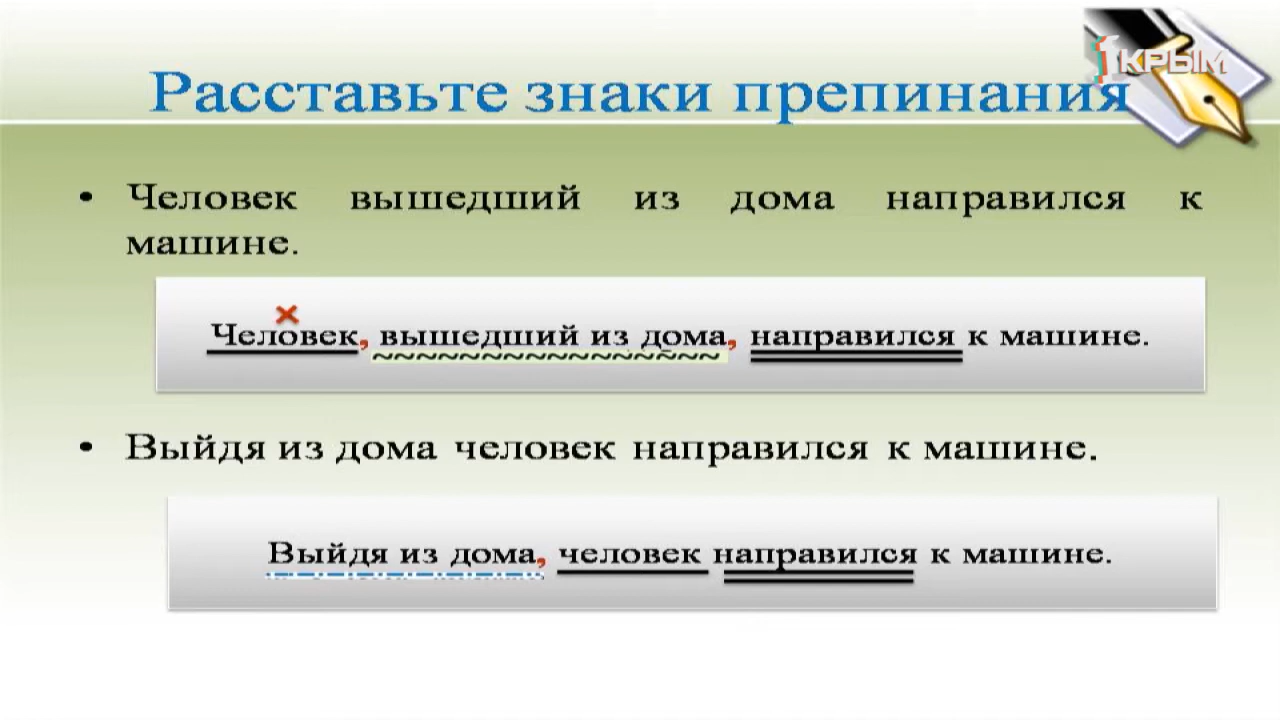 1КРЫМ
Расставьте знаки препинания
• Человек вышедший из дома направился к
машине.
Человек, вышедший из дома, направился к машине.
• Выйдя из дома человек направился к машине.
Выйдя из дома, человек направился к машине.